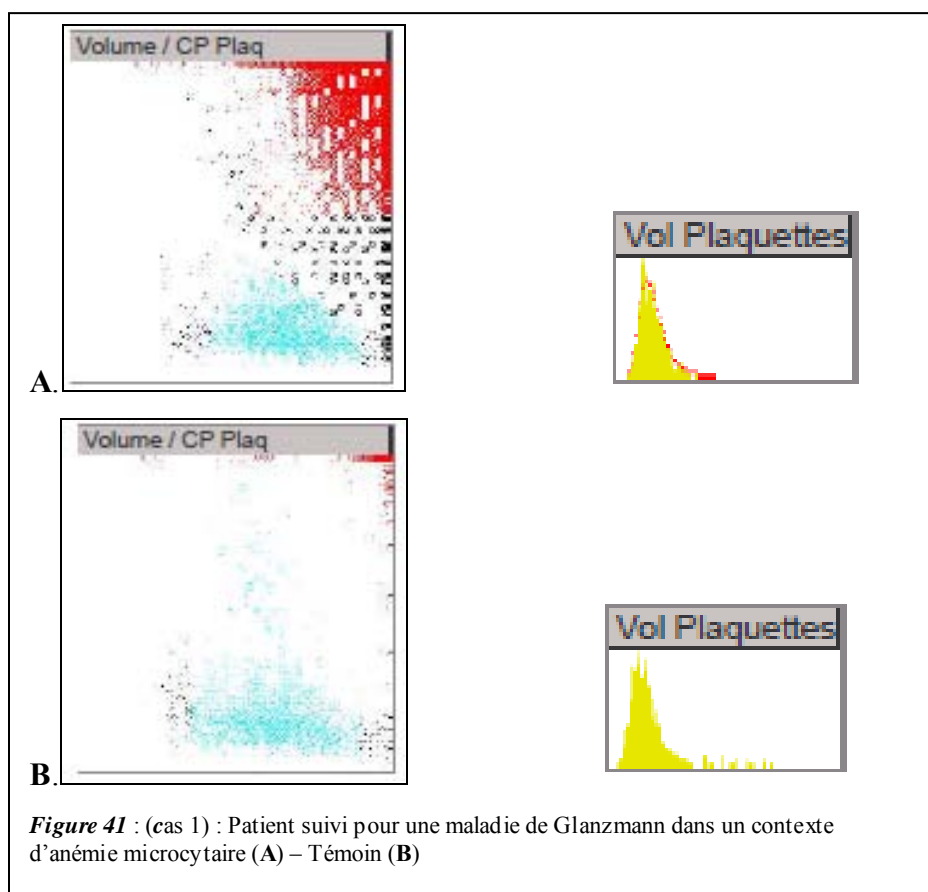 Volume / CP Plaq
Vol Plaquettes
A.
Volume / CP Plaq
Vol Plaquettes
B.
Figure 41 : (cas 1) : Patient suivi pour une maladie de Glanzmann dans un contexte
d'anémie microcytaire (A) – Témoin (B)